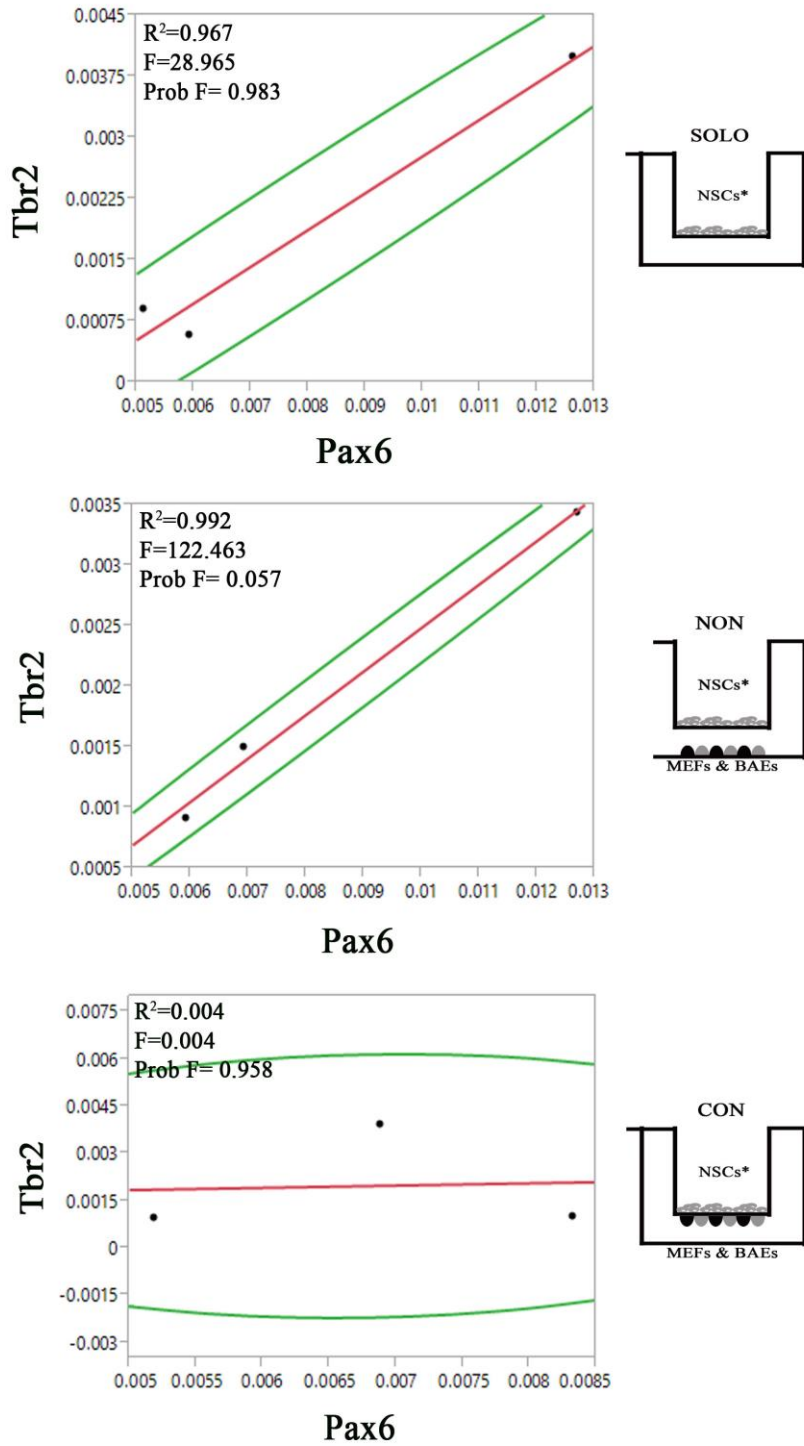 R²=0.967
F=28.965
Prob F= 0.983
0.0045
0.00375
0.003
0.00225
0.0015
0.00075
0
Tbr2
0.005 0.006 0.007 0.008 0.009 0.01 0.011 0.012 0.013
Pax6
SOLO
NSCs*
R²=0.992
F=122.463
Prob F= 0.057
0.0035
0.003
0.0025
0.002
0.0015
0.001
0.0005
Tbr2
0.005 0.006 0.007 0.008 0.009 0.01 0.011 0.012 0.013
Pax6
NON
NSCs*
MEFs & BAEs
R²=0.004
F=0.004
Prob F= 0.958
0.0075
0.006
0.0045
0.003
0.0015
0
-0.0015
-0.003
Tbr2
0.005 0.0055 0.006 0.0065 0.007 0.0075 0.008 0.0085
Pax6
CON
NSCs*
MEFs & BAEs